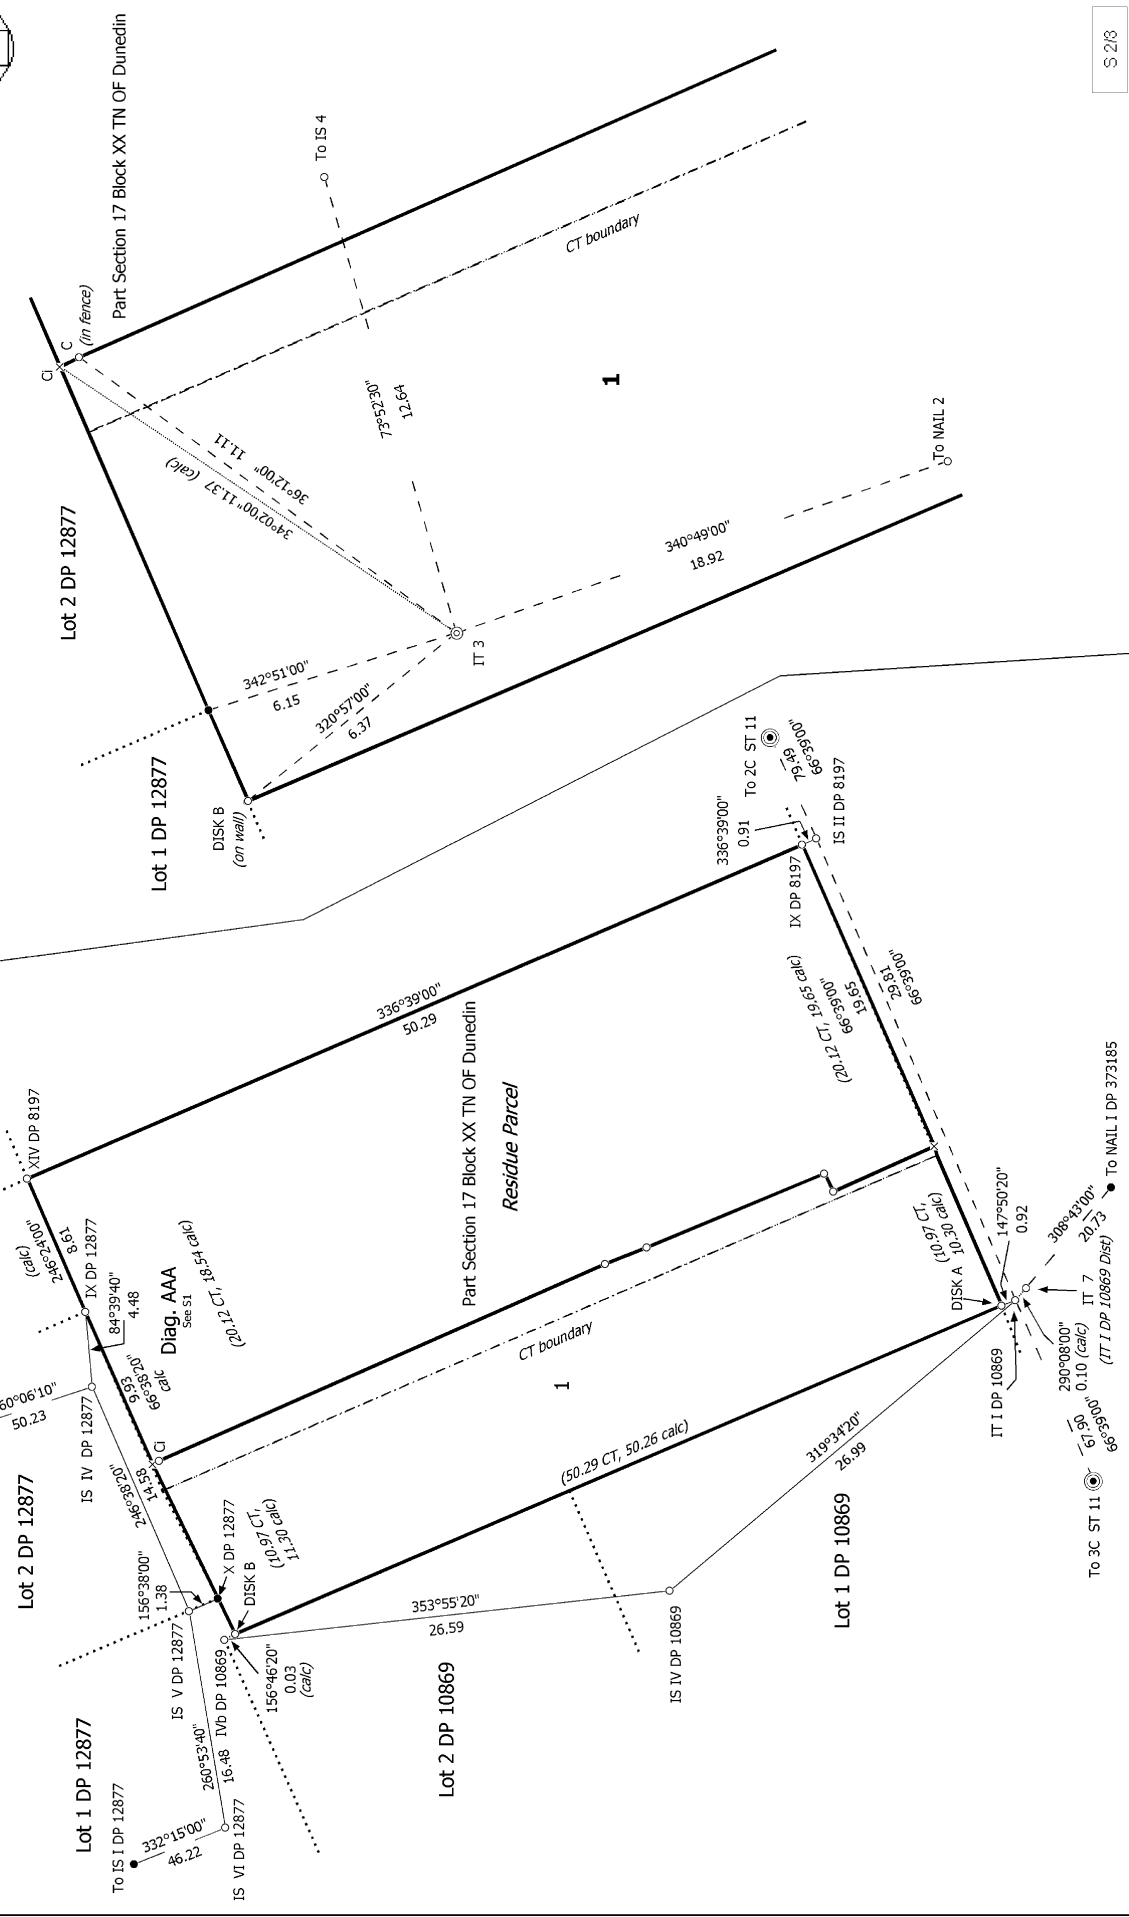 Part Section 17 Block XX TN OF Dunedin
S 2/3
To IS 4
CT boundary
C
(in fence)
Ci
73°52'30"
12.64
1
36°12'00" 11.11
34°02'00" 11.37 (calc)
Lot 2 DP 12877
To NAIL 2
340°49'00"
18.92
IT 3
342°51'00"
6.15
320°57'00"
6.37
Lot 1 DP 12877
DISK B
(on wall)
To 2C ST 11
79.49
66°39'00"
IS II DP 8197
336°39'00"
0.91
IX DP 8197
(20.12 CT, 19.65 calc)
66°39'00"
19.65
29.81
66°39'00"
336°39'00"
50.29
Part Section 17 Block XX TN OF Dunedin
Residue Parcel
XIV DP 8197
(calc)
246°24'00"
8.61
IX DP 12877
84°39'40"
4.48
Diag. AAA
See S1
(20.12 CT, 18.54 calc)
9.93
66°38'20"
calc
60°06'10"
50.23
IS IV DP 12877
Ci
CT boundary
1
246°38'20"
14.58
Lot 2 DP 12877
X DP 12877
(10.97 CT,
11.30 calc)
DISK B
156°38'00"
1.38
IS V DP 12877
IVb DP 10869
156°46'20"
0.03
(calc)
(50.29 CT, 50.26 calc)
353°55'20"
26.59
IS IV DP 10869
319°34'20"
26.99
Lot 1 DP 10869
Lot 2 DP 10869
(10.97 CT,
10.30 calc)
DISK A
147°50'20"
0.92
308°43'00"
20.73
To NAIL I DP 373185
IT 7
(IT I DP 10869 Dist)
290°08'00"
0.10 (calc)
IT I DP 10869
67.90
66°39'00"
To 3C ST 11
Lot 1 DP 12877
260°53'40"
16.48
To IS I DP 12877
332°15'00"
46.22
IS VI DP 12877